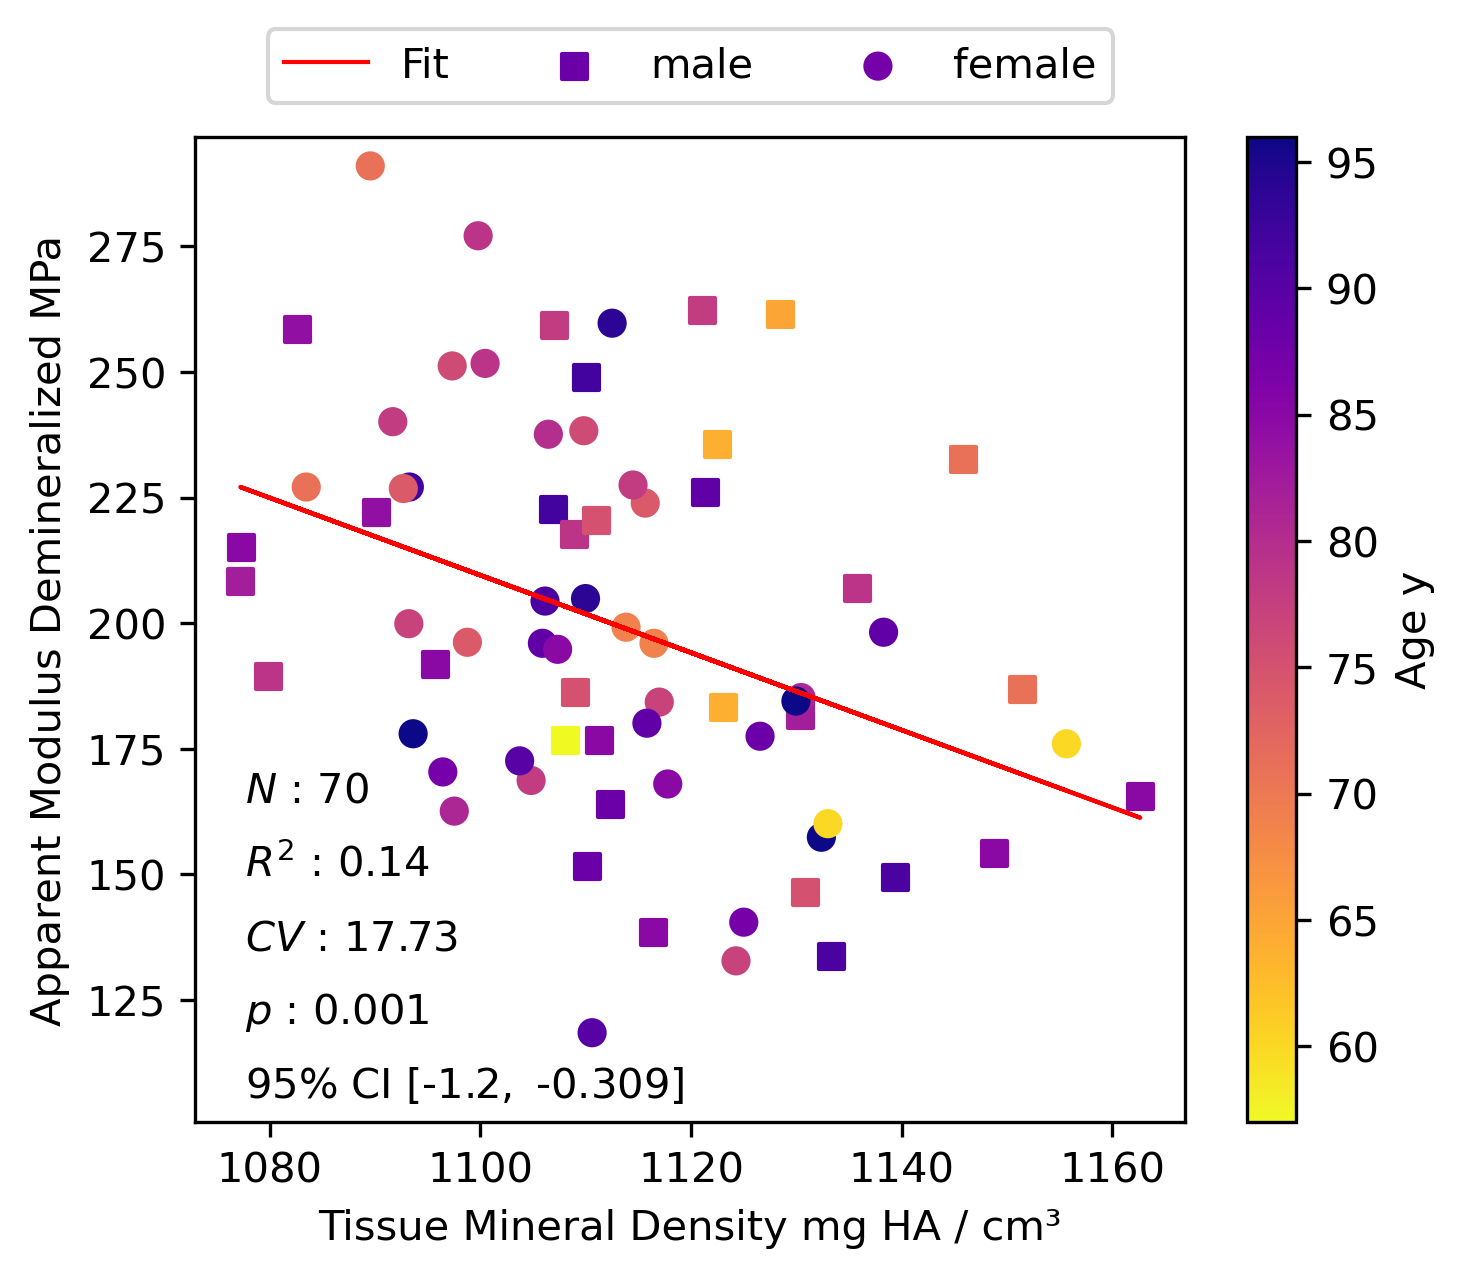 Fit male female
275
250
225
200
175
150
125
Apparent Modulus Demineralized MPa
N : 70
R² : 0.14
CV : 17.73
p : 0.001
95% CI [-1.2, -0.309]
1080 1100 1120 1140 1160
Tissue Mineral Density mg HA / cm³
95
90
85
80
75
70
65
60
Age y